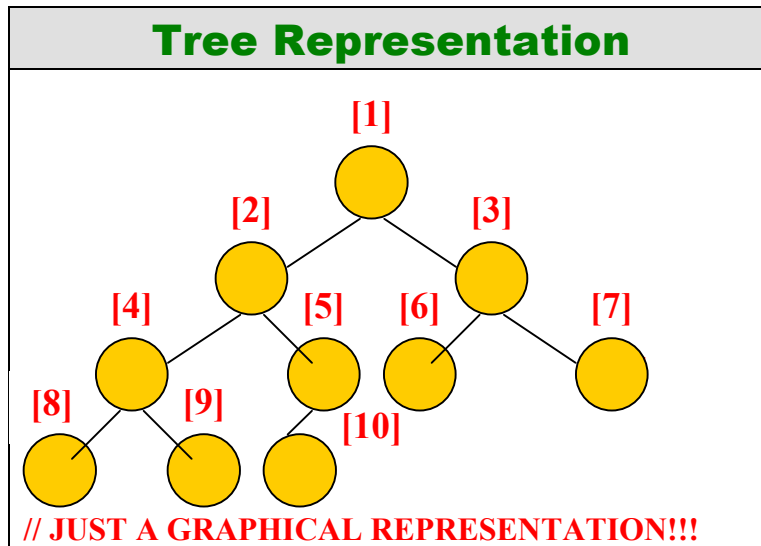 Tree Representation
[1]
[2] [3]
[4] [5] [6] [7]
[8] [9] [10]
// JUST A GRAPHICAL REPRESENTATION!!!